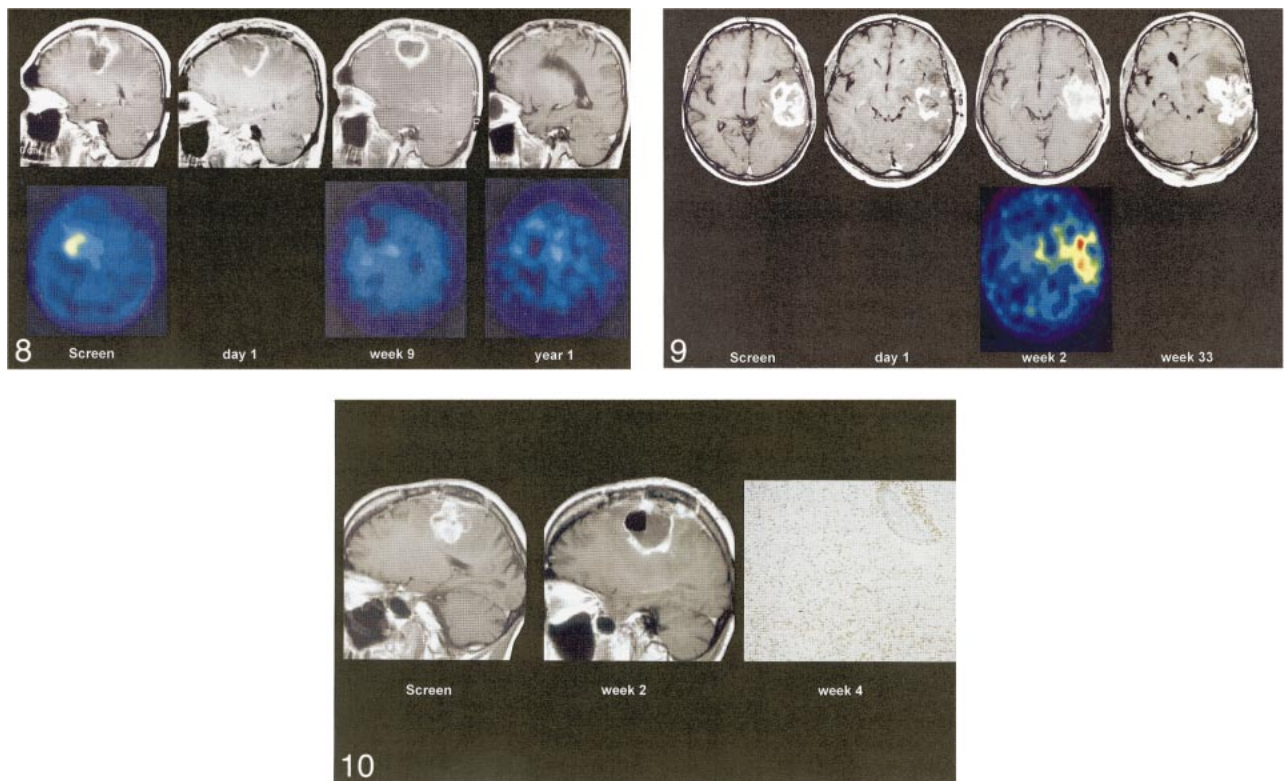 8
Screen day 1 week 9 year 1
9
Screen day 1 week 2 week 33
Screen week 2 week 4
10